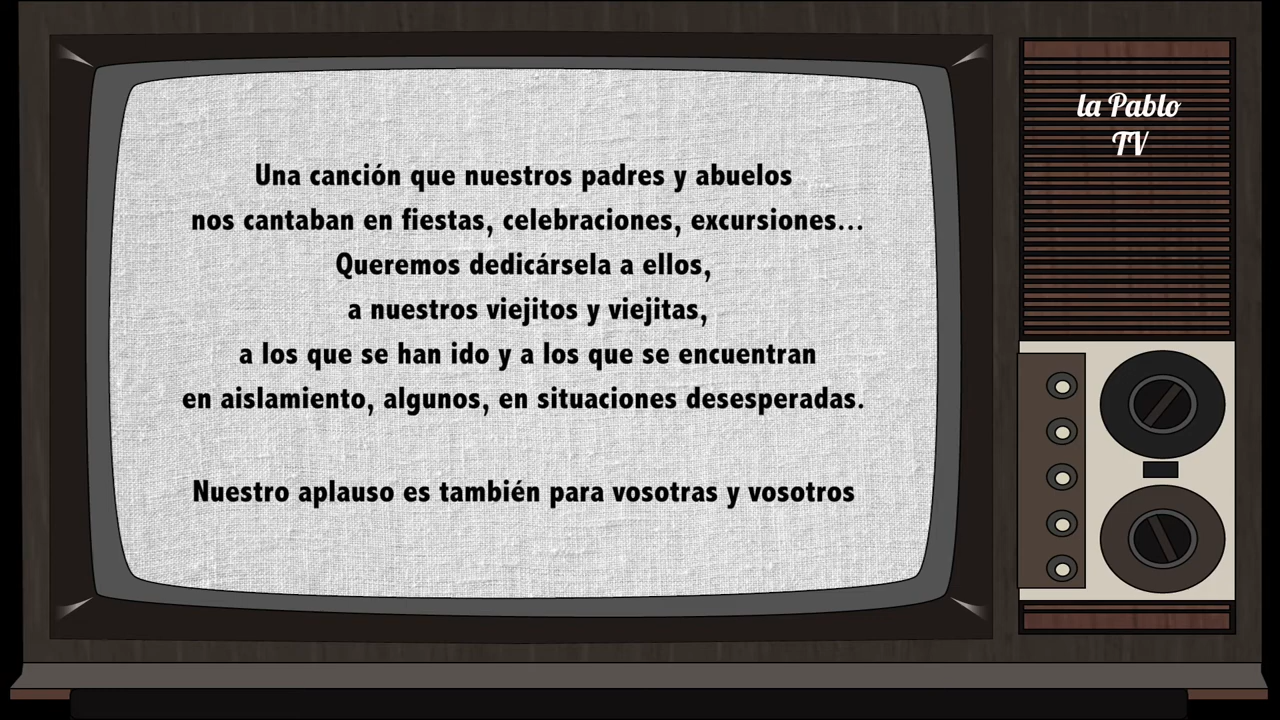 Una canción que nuestros padres y abuelos
nos cantaban en fiestas, celebraciones, excursiones...
Queremos dedicársela a ellos,
a nuestros viejitos y viejitas,
a los que se han ido y a los que se encuentran
en aislamiento, algunos, en situaciones desesperadas.
Nuestro aplauso es también para vosotras y vosotros
la Pablo
TV